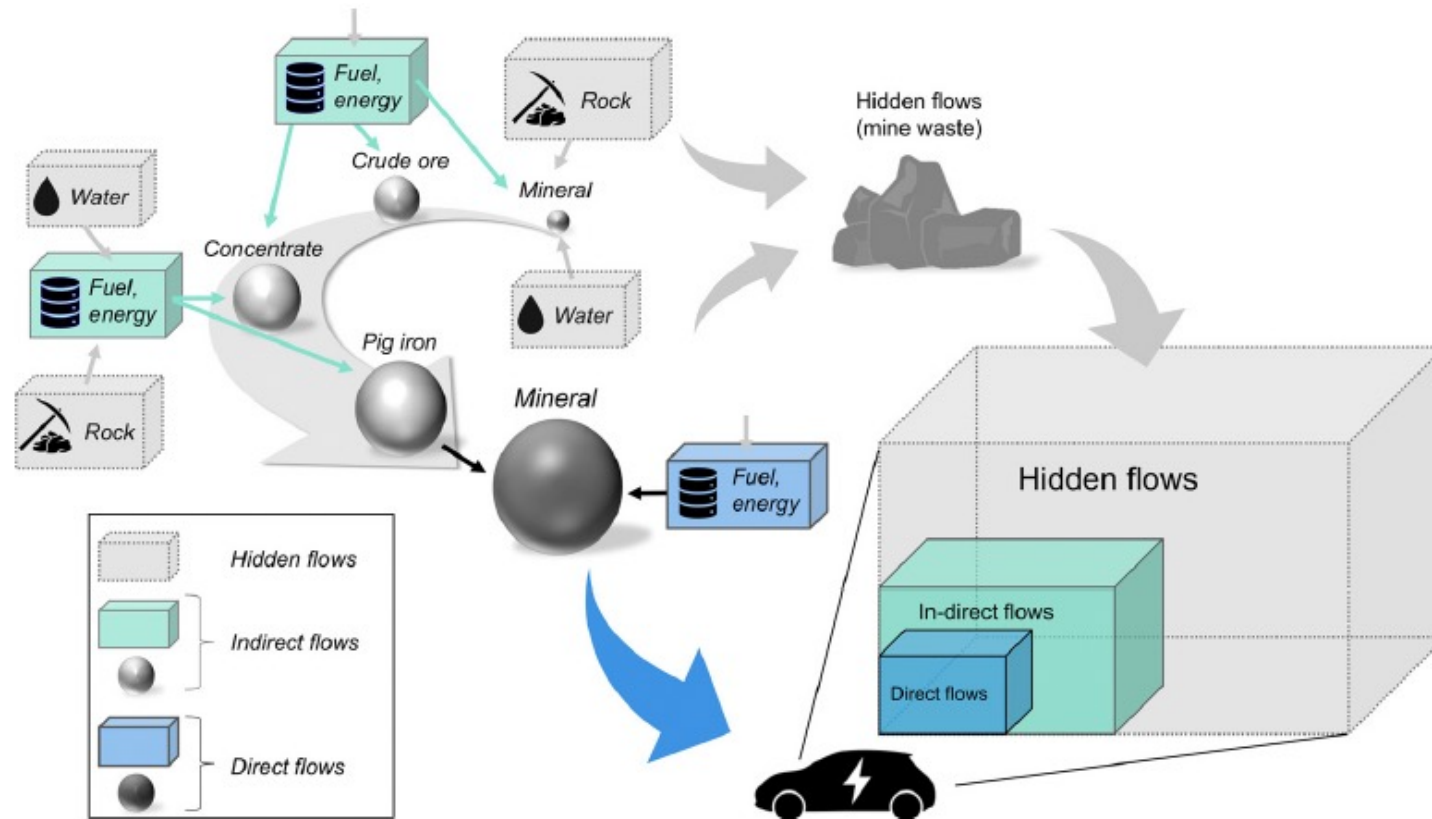 Fuel,
energy
Rock
Hidden flows
(mine waste)
Crude ore
Mineral
Water
Concentrate
Fuel,
energy
Water
Pig iron
Rock
Mineral
Fuel,
energy
Hidden flows
Hidden flows
In-direct flows
Indirect flows
Direct flows
Direct flows